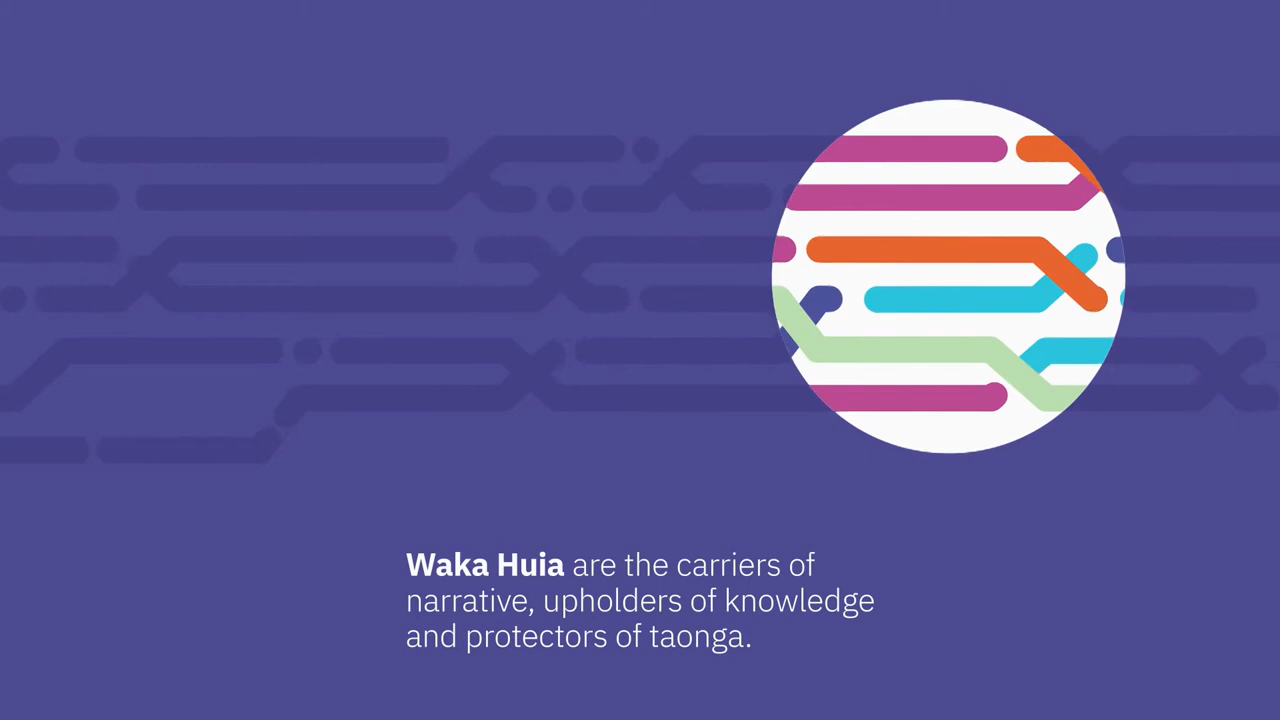 Waka Huia are the carriers of
narrative, upholders of knowledge
and protectors of taonga.